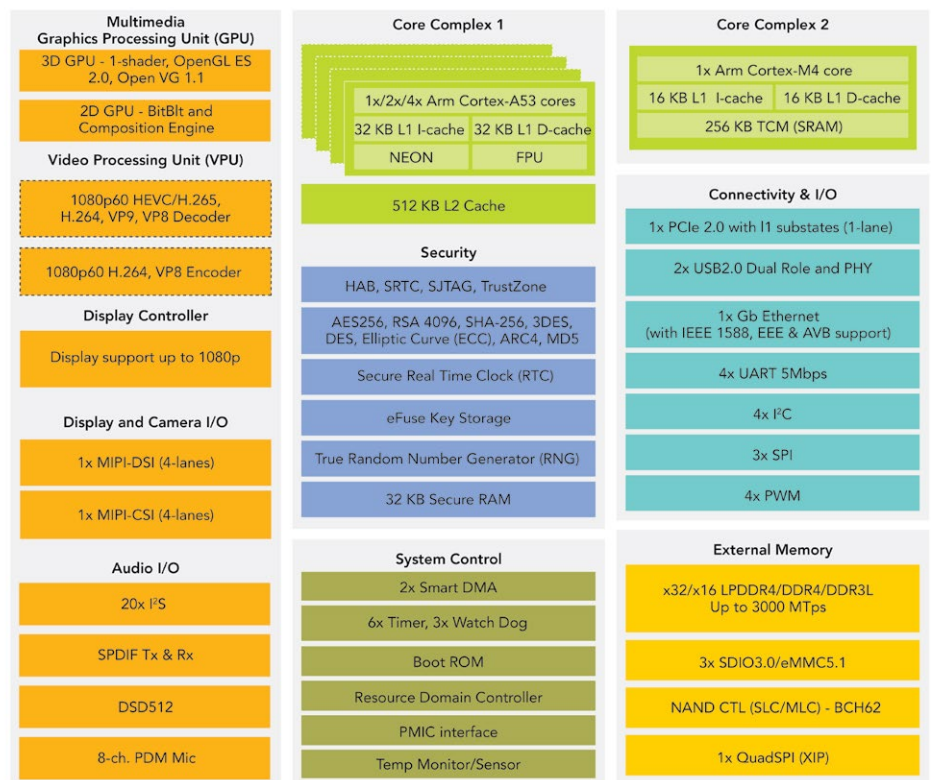 Multimedia
Graphics Processing Unit (GPU)
3D GPU - 1-shader, OpenGL ES
2.0, Open VG 1.1
2D GPU - BitBlt and
Composition Engine
Video Processing Unit (VPU)
1080p60 HEVC/H.265,
H.264, VP9, VP8 Decoder
1080p60 H.264, VP8 Encoder
Display Controller
Display support up to 1080p
Display and Camera I/O
1x MIPI-DSI (4-lanes)
1x MIPI-CSI (4-lanes)
Audio I/O
20x I²S
SPDIF Tx & Rx
DSD512
8-ch. PDM Mic
Core Complex 1
1x/2x/4x Arm Cortex-A53 cores
32 KB L1 I-cache
32 KB L1 D-cache
NEON
FPU
512 KB L2 Cache
Security
HAB, SRTC, SJTAG, TrustZone
AES256, RSA 4096, SHA-256, 3DES,
DES, Elliptic Curve (ECC), ARC4, MD5
Secure Real Time Clock (RTC)
eFuse Key Storage
True Random Number Generator (RNG)
32 KB Secure RAM
System Control
2x Smart DMA
6x Timer, 3x Watch Dog
Boot ROM
Resource Domain Controller
PMIC interface
Temp Monitor/Sensor
Core Complex 2
1x Arm Cortex-M4 core
16 KB L1 I-cache
16 KB L1 D-cache
256 KB TCM (SRAM)
Connectivity & I/O
1x PCIe 2.0 with l1 substates (1-lane)
2x USB2.0 Dual Role and PHY
1x Gb Ethernet
(with IEEE 1588, EEE & AVB support)
4x UART 5Mbps
4x I²C
3x SPI
4x PWM
External Memory
x32/x16 LPDDR4/DDR4/DDR3L
Up to 3000 MTps
3x SDIO3.0/eMMC5.1
NAND CTL (SLC/MLC) - BCH62
1x QuadSPI (XIP)